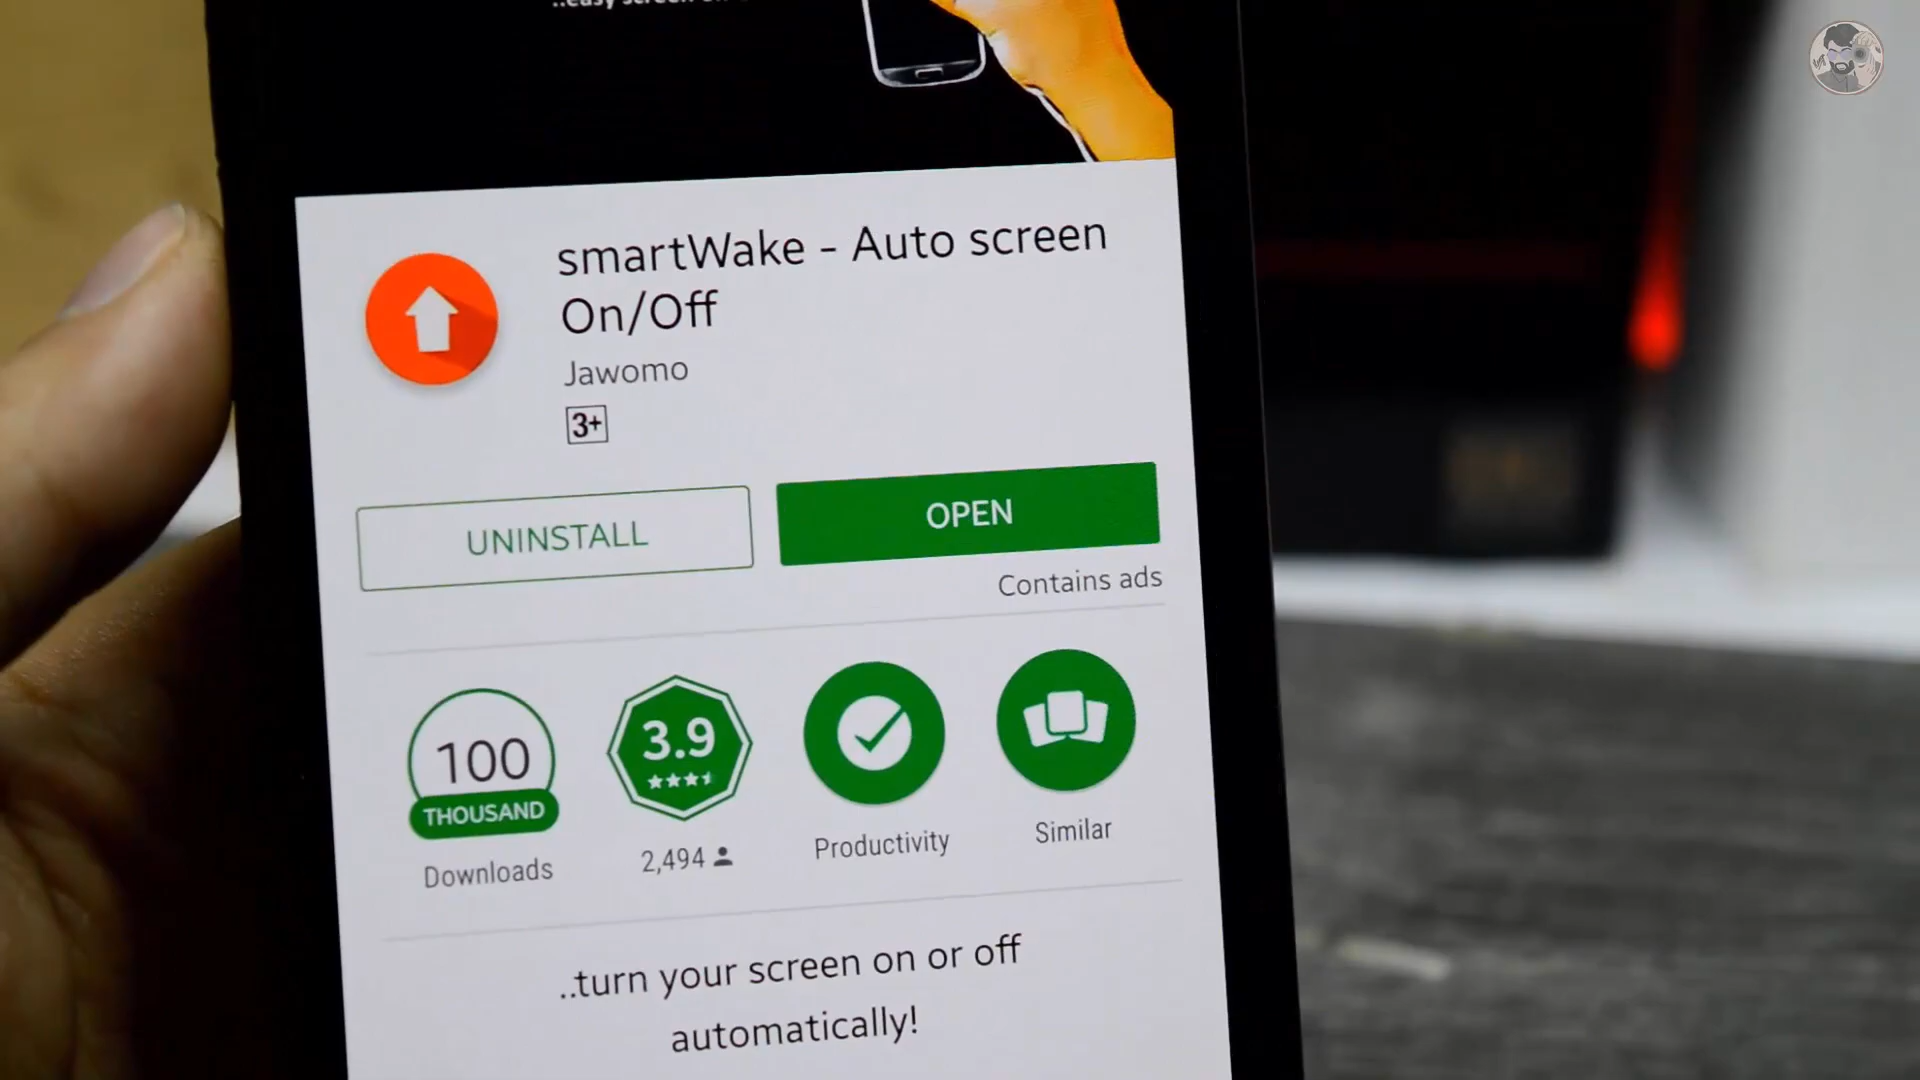 smartWake - Auto screen
On/Off
Jawomo
3+
UNINSTALL
OPEN
Contains ads
100
THOUSAND
Downloads
3.9
2,494
Productivity
Similar
..turn your screen on or off
automatically!